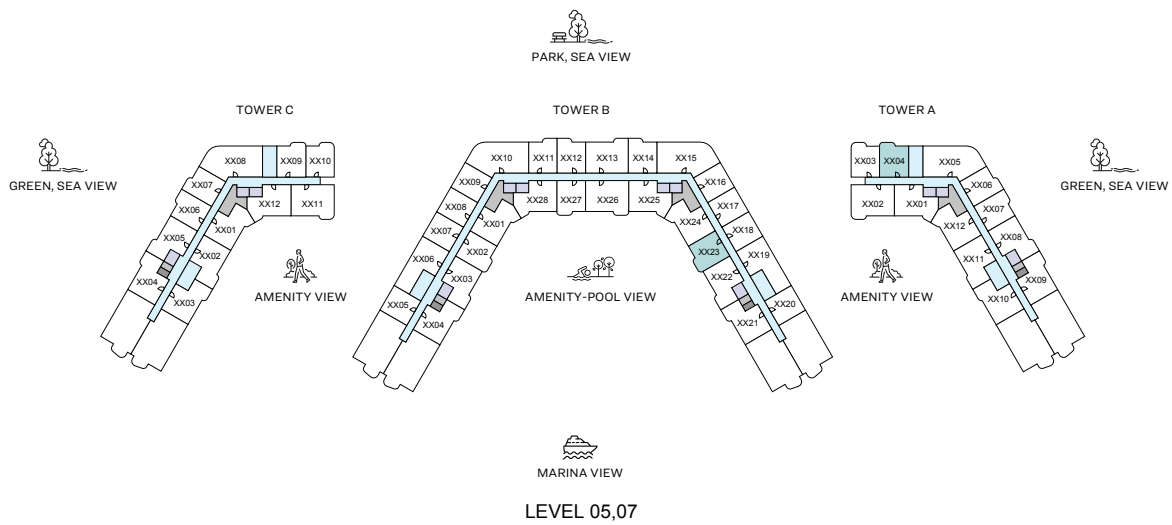 PARK, SEA VIEW
TOWER C
TOWER B
TOWER A
GREEN, SEA VIEW
GREEN, SEA VIEW
XX08
XX09
XX10
XX07
XX06
XX12
XX11
XX05
XX01
XX02
XX04
XX03
XX10
XX11
XX12
XX13
XX14
XX15
XX09
XX28
XX27
XX26
XX25
XX16
XX08
XX01
XX24
XX17
XX07
XX02
XX23
XX18
XX06
XX03
XX22
XX19
XX05
XX04
XX21
XX20
XX03
XX04
XX05
XX02
XX01
XX06
XX12
XX07
XX11
XX08
XX10
XX09
AMENITY VIEW
AMENITY-POOL VIEW
AMENITY VIEW
MARINA VIEW
LEVEL 05,07